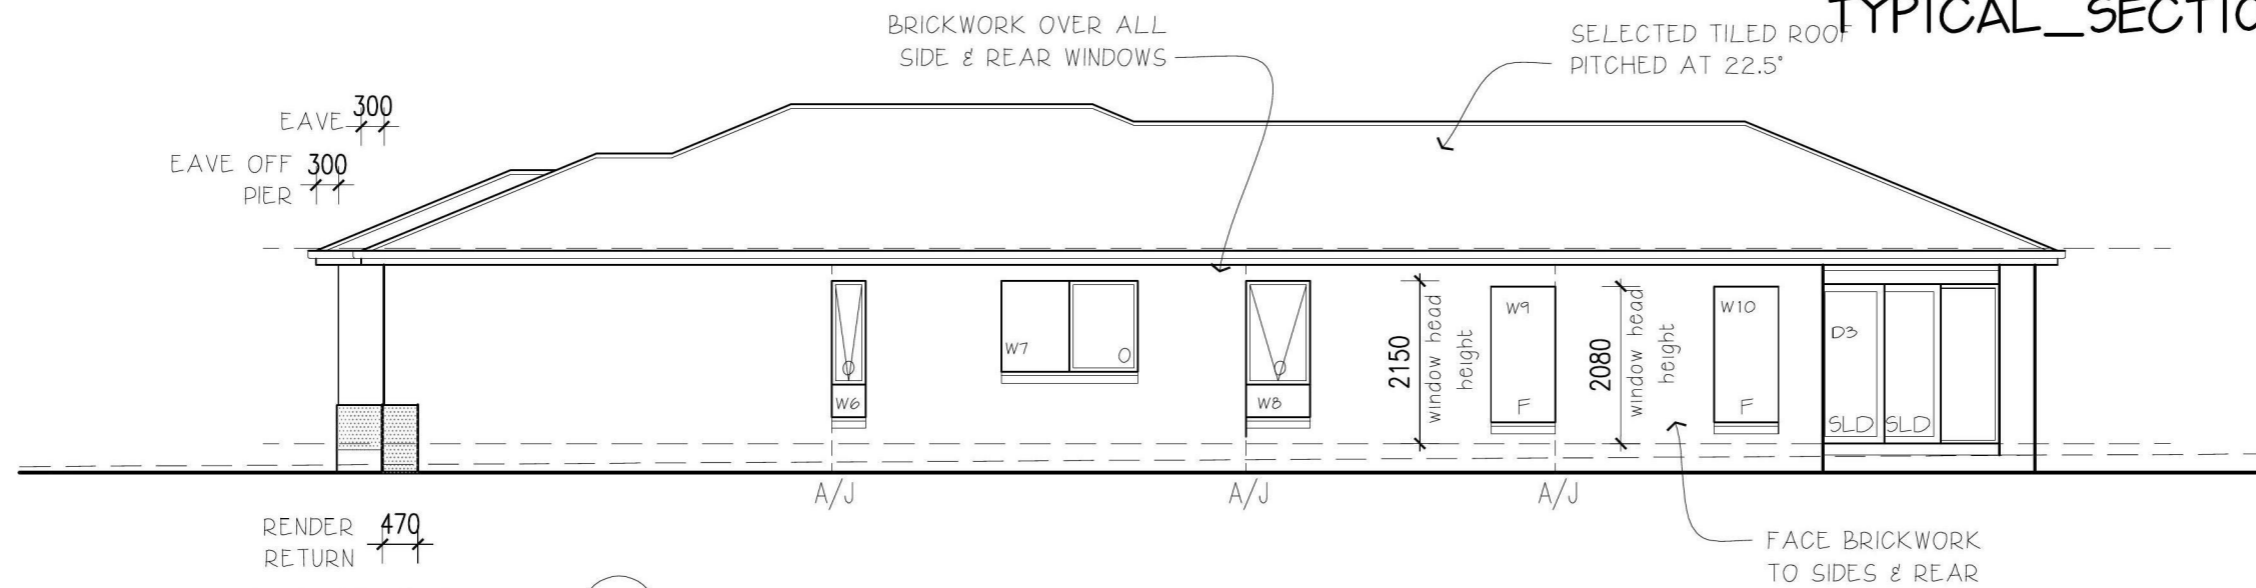 TYPICAL_SECTIO
BRICKWORK OVER ALL
SIDE & REAR WINDOWS
SELECTED TILED ROOF
PITCHED AT 22.5°
EAVE 300
EAVE OFF 300
PIER
W6
W7
O
O
W8
O
2150
window head
height
W9
F
2080
window head
height
W10
F
D3
SLD SLD
A/J
A/J
A/J
RENDER 470
RETURN
FACE BRICKWORK
TO SIDES & REAR